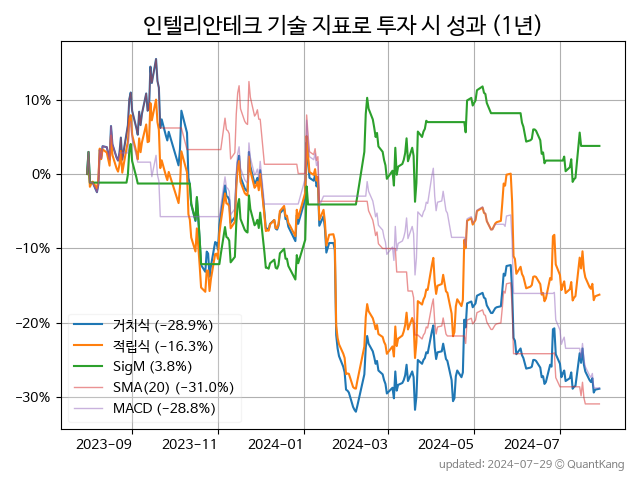 인텔리안테크 기술 지표로 투자 시 성과 (1년)
10%
0%
−10%
−20%
−30%
거치식 (−28.9%)
적립식 (−16.3%)
SigM (3.8%)
SMA(20) (−31.0%)
MACD (−28.8%)
2023-09 2023-11 2024-01 2024-03 2024-05 2024-07
updated: 2024-07-29 © QuantKang